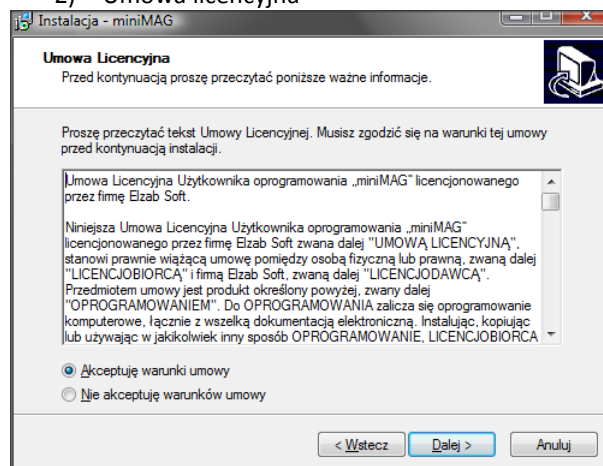 2) Umowa licencyjna
Instalacja - miniMAG
Umowa Licencyjna
Przed kontynuacją proszę przeczytać poniższe ważne informacje.
Proszę przeczytać tekst Umowy Licencyjnej. Musisz zgodzić się na warunki tej umowy
przed kontynuacją instalacji.
Umowa Licencyjna Użytkownika oprogramowania „miniMAG” licencjonowanego
przez firmę Elzab Soft.
Niniejsza Umowa Licencyjna Użytkownika oprogramowania „miniMAG”
licencjonowanego przez firmę Elzab Soft zwana dalej "UMOWĄ LICENCYJNĄ",
stanowi prawnie wiążącą umowę pomiędzy osobą fizyczną lub prawną, zwaną dalej
"LICENCJOBIORCĄ" i firmą Elzab Soft, zwaną dalej "LICENCJODAWCĄ".
Przedmiotem umowy jest produkt określony powyżej, zwany dalej
"OPROGRAMOWANIEM". Do OPROGRAMOWANIA zalicza się oprogramowanie
komputerowe, łącznie z wszelką dokumentacją elektroniczną. Instalując, kopiując
lub używając w jakikolwiek inny sposób OPROGRAMOWANIE, LICENCJOBIORCA
Akceptuję warunki umowy
Nie akceptuję warunków umowy
< Wstecz
Dalej >
Anuluj